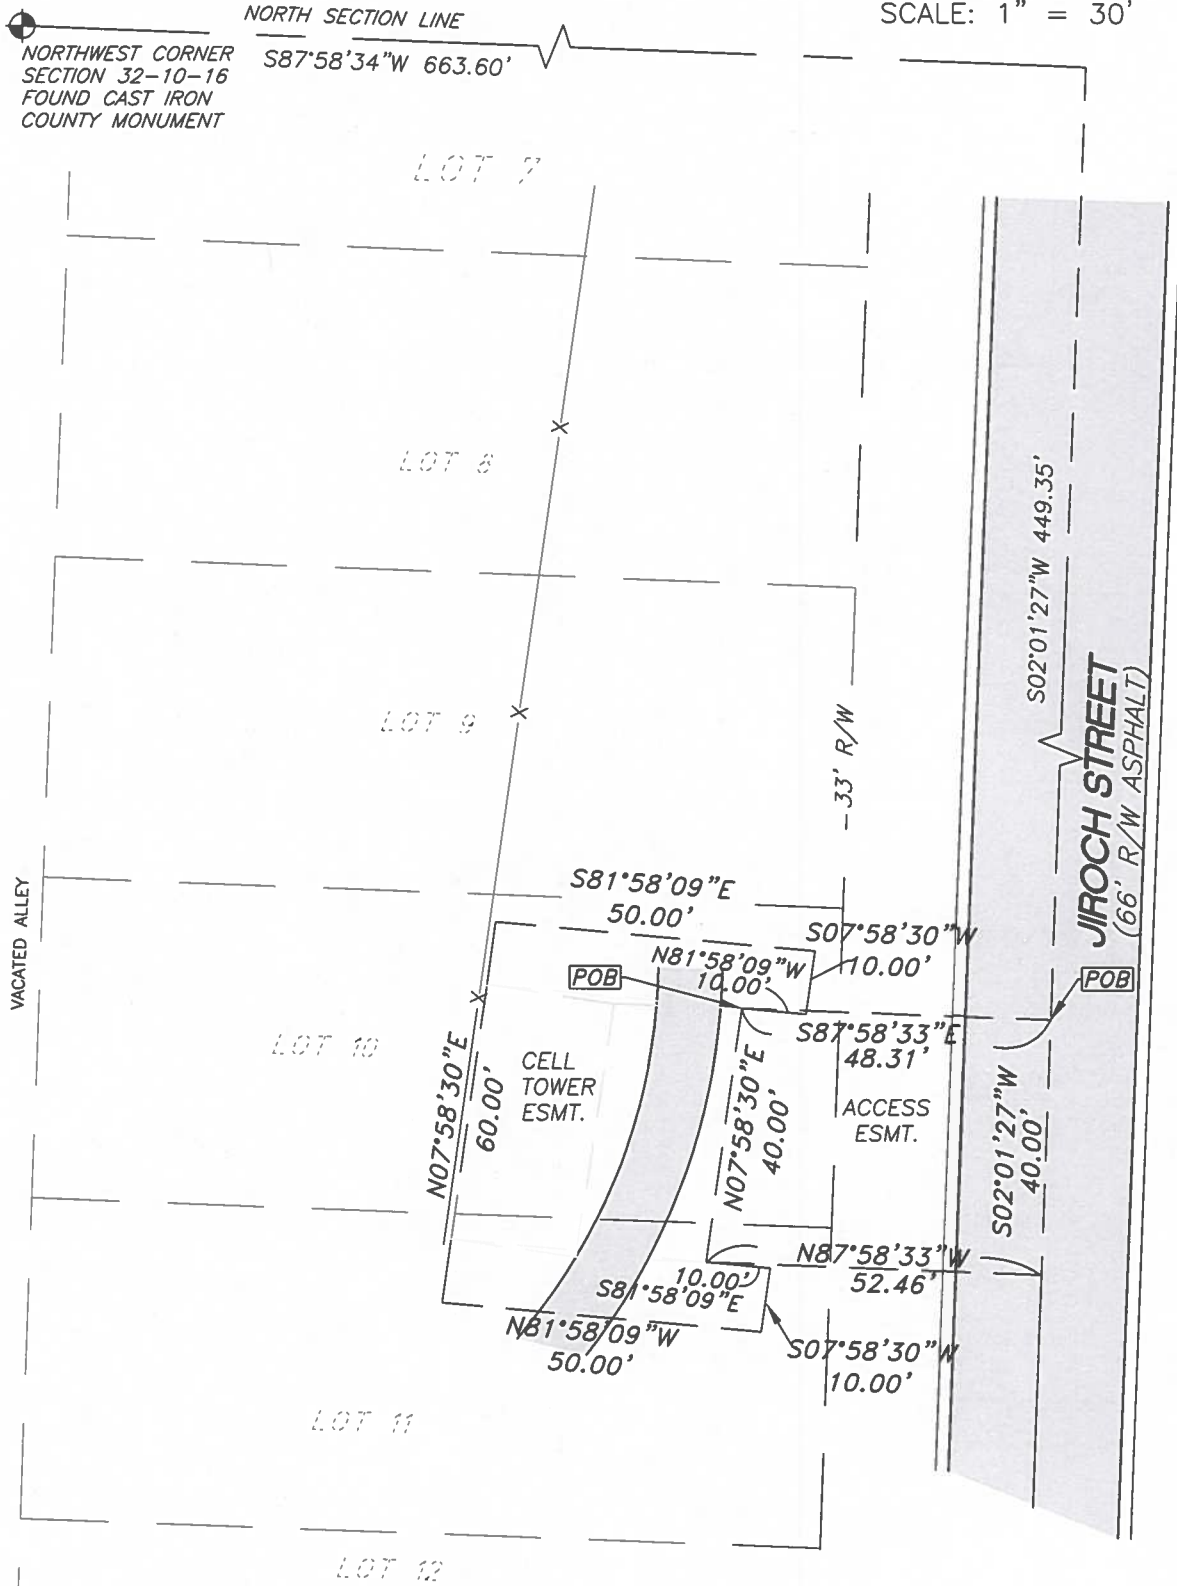 NORTH SECTION LINE
SCALE: 1" = 30'
NORTHWEST CORNER
SECTION 32-10-16
FOUND CAST IRON
COUNTY MONUMENT
S87°58'34"W 663.60'
LOT 7
LOT 8
S02°01'27"W 449.35'
LOT 9
33' R/W
JIROCH STREET
(66' R/W ASPHALT)
VACATED ALLEY
S81°58'09"E
50.00'
S07°58'30"W
10.00'
N81°58'09"W
10.00'
POB
POB
S87°58'33"E
48.31'
LOT 10
CELL
TOWER
ESMT.
N07°58'30"E
60.00'
N07°58'30"E
40.00'
ACCESS
ESMT.
S02°01'27"W
40.00'
N87°58'33"W
52.46'
10.00'
S81°58'09"E
N81°58'09"W
50.00'
S07°58'30"W
10.00'
LOT 11
LOT 12